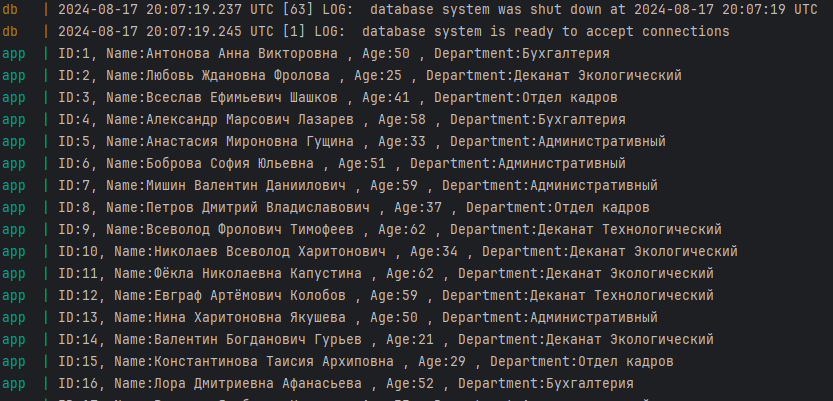 db   | 2024-08-17 20:07:19.237 UTC [63] LOG:  database system was shut down at 2024-08-17 20:07:19 UTC
db   | 2024-08-17 20:07:19.245 UTC [1] LOG:  database system is ready to accept connections
app  | ID:1, Name:Антонова Анна Викторовна , Age:50 , Department:Бухгалтерия
app  | ID:2, Name:Любовь Ждановна Фролова , Age:25 , Department:Деканат Экологический
app  | ID:3, Name:Всеслав Ефимьевич Шашков , Age:41 , Department:Отдел кадров
app  | ID:4, Name:Александр Марсович Лазарев , Age:58 , Department:Бухгалтерия
app  | ID:5, Name:Анастасия Мироновна Гущина , Age:33 , Department:Административный
app  | ID:6, Name:Боброва София Юльевна , Age:51 , Department:Административный
app  | ID:7, Name:Мишин Валентин Даниилович , Age:59 , Department:Административный
app  | ID:8, Name:Петров Дмитрий Владиславович , Age:37 , Department:Отдел кадров
app  | ID:9, Name:Всеволод Фролович Тимофеев , Age:62 , Department:Деканат Технологический
app  | ID:10, Name:Николаев Всеволод Харитонович , Age:34 , Department:Деканат Экологический
app  | ID:11, Name:Фёкла Николаевна Капустина , Age:62 , Department:Деканат Экологический
app  | ID:12, Name:Евграф Артёмович Колобов , Age:59 , Department:Деканат Технологический
app  | ID:13, Name:Нина Харитоновна Якушева , Age:50 , Department:Административный
app  | ID:14, Name:Валентин Богданович Гурьев , Age:21 , Department:Деканат Экологический
app  | ID:15, Name:Константинова Таисия Архиповна , Age:29 , Department:Отдел кадров
app  | ID:16, Name:Лора Дмитриевна Афанасьева , Age:52 , Department:Бухгалтерия